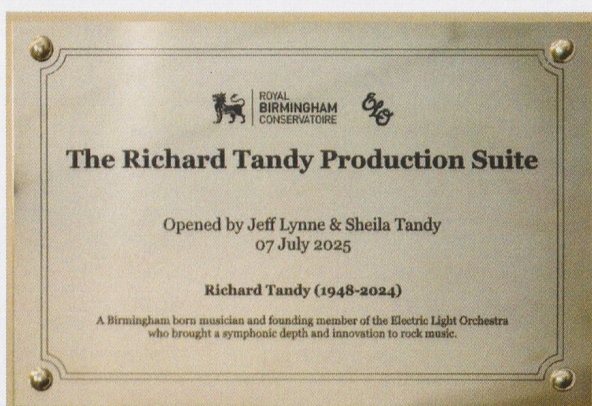 ROYAL
BIRMINGHAM
CONSERVATOIRE
ELO
The Richard Tandy Production Suite
Opened by Jeff Lynne & Sheila Tandy
07 July 2025
Richard Tandy (1948-2024)
A Birmingham born musician and founding member of the Electric Light Orchestra
who brought a symphonic depth and innovation to rock music.